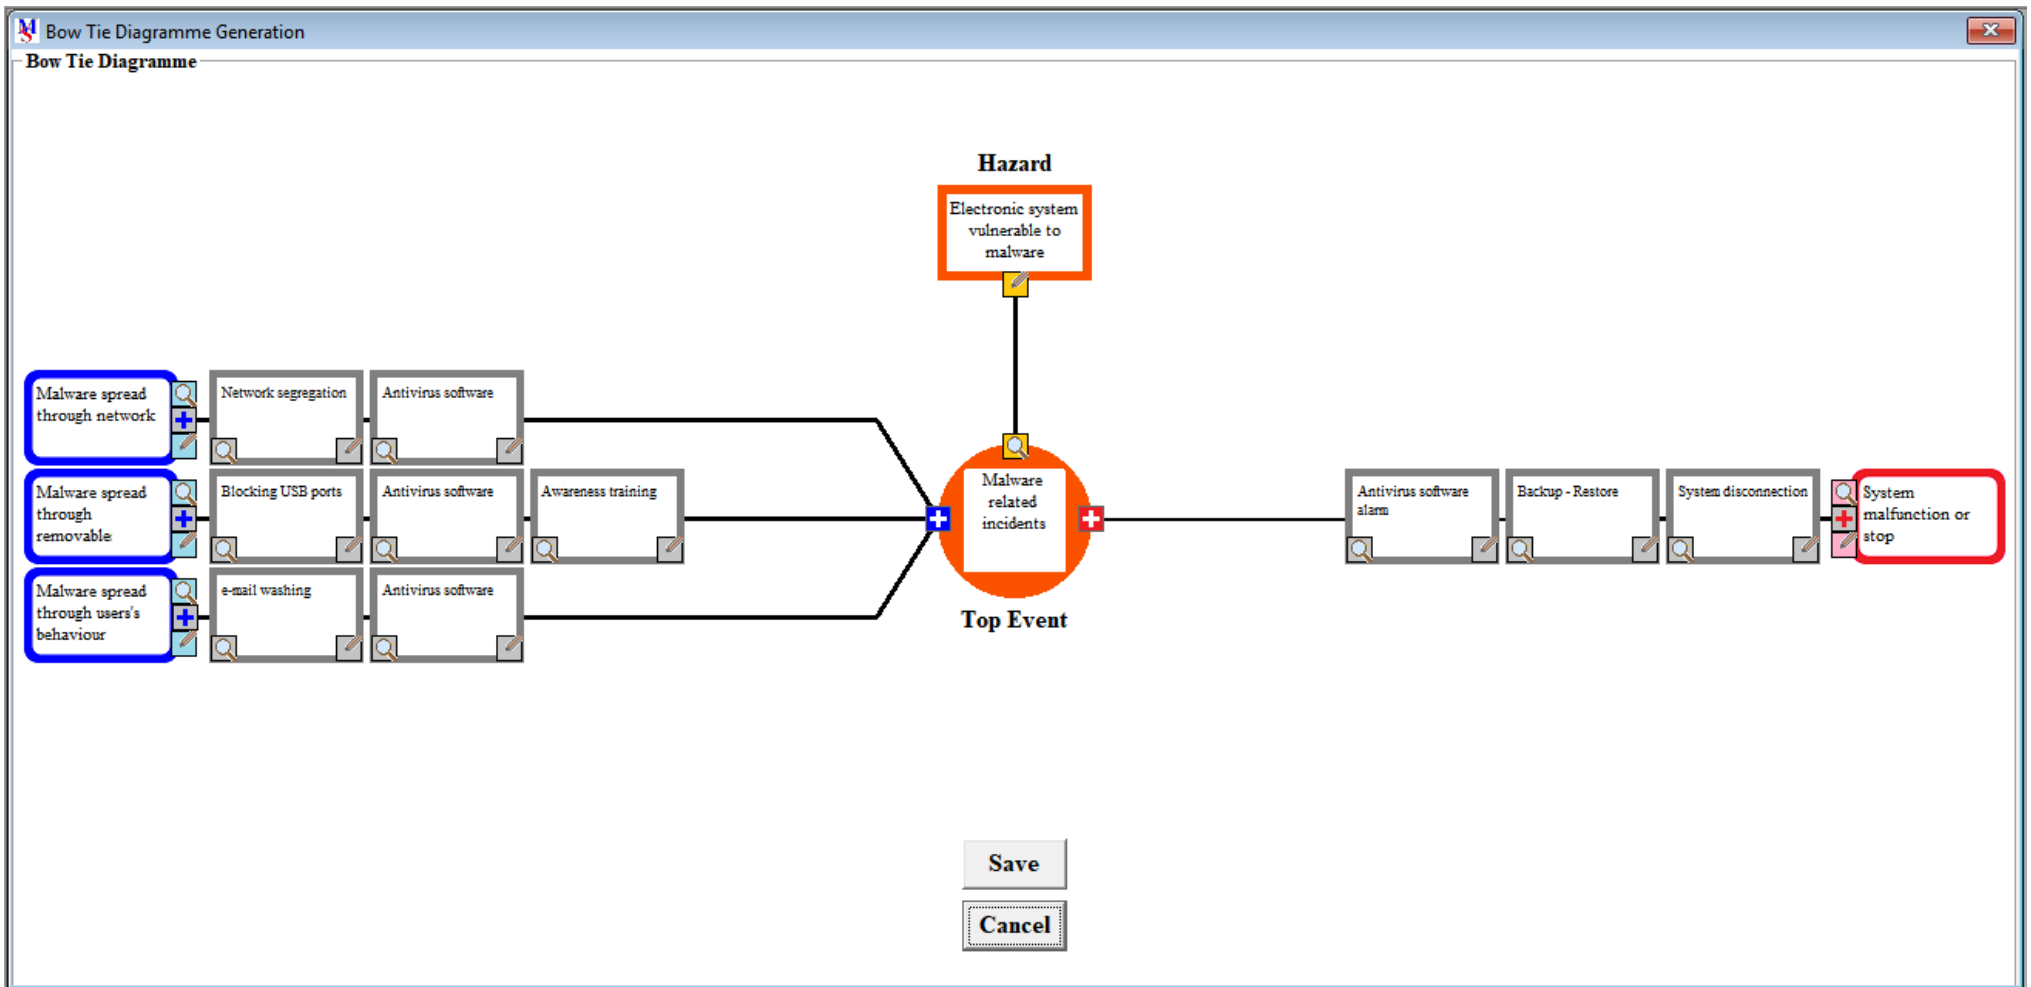 Bow Tie Diagramme Generation
Bow Tie Diagramme
Hazard
Electronic system
vulnerable to
malware
Malware spread
through network
Network segregation
Antivirus software
Malware spread
through
removable
Blocking USB ports
Antivirus software
Awareness training
Malware spread
through users's
behaviour
e-mail washing
Antivirus software
Malware
related
incidents
Top Event
Antivirus software
alarm
Backup - Restore
System disconnection
System
malfunction or
stop
Save
Cancel